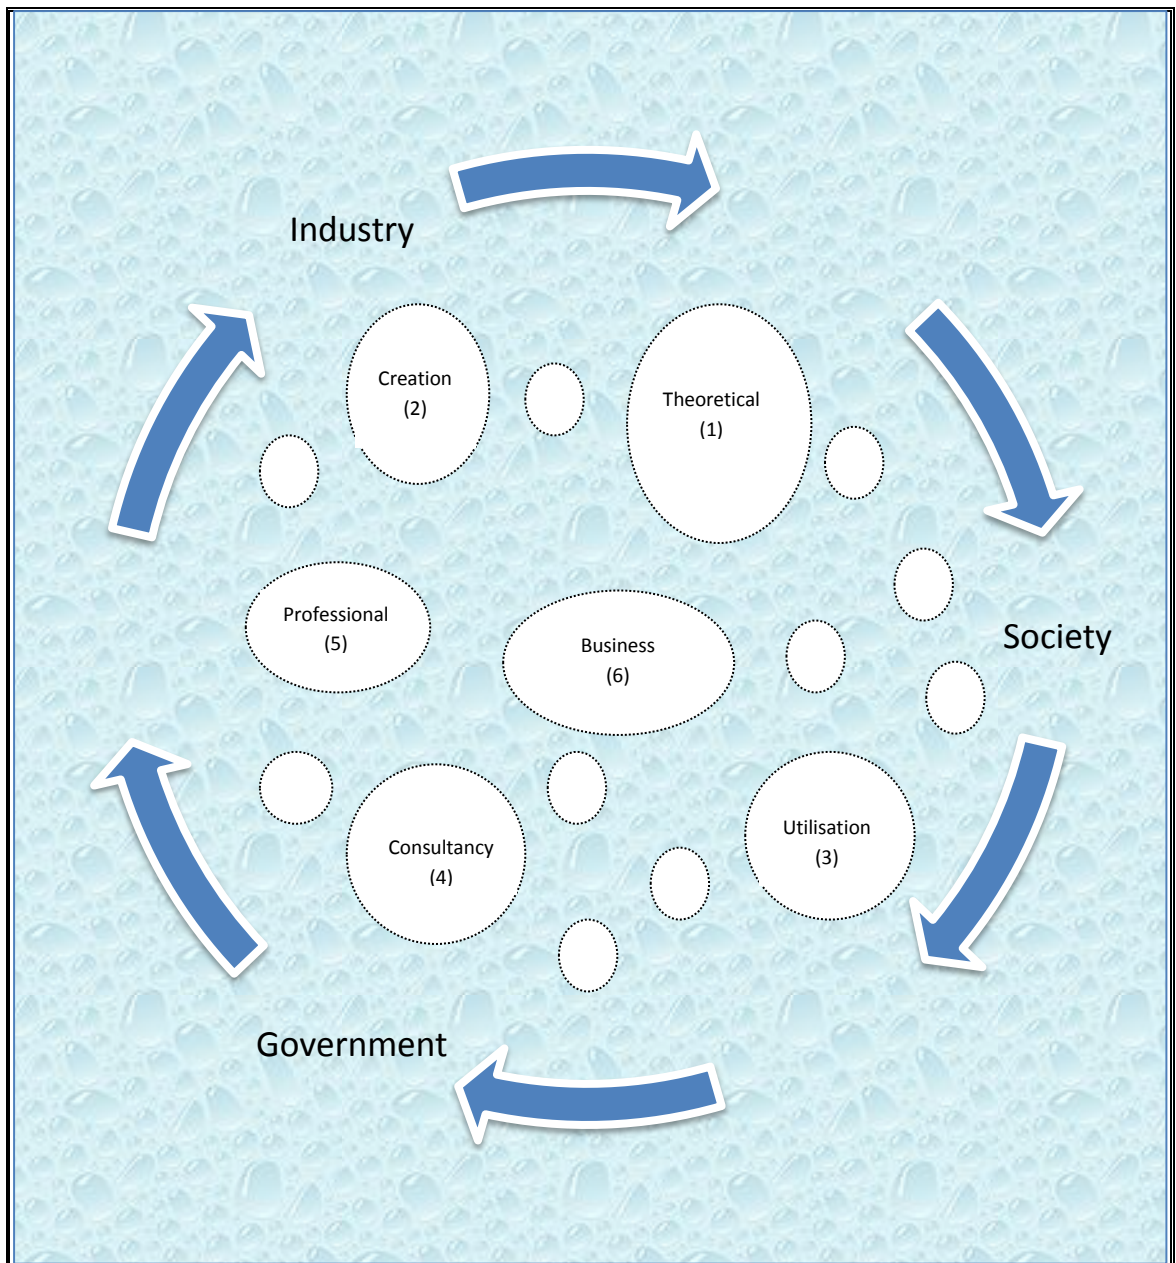 Industry
Creation
(2)
Theoretical
(1)
Professional
(5)
Business
(6)
Society
Consultancy
(4)
Utilisation
(3)
Government